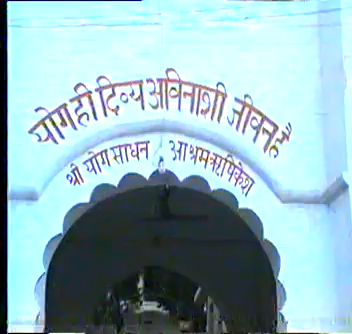 योग ही दिव्य अविनाशी जीवन है
श्री योग साधन आश्रम ऋषिकेश